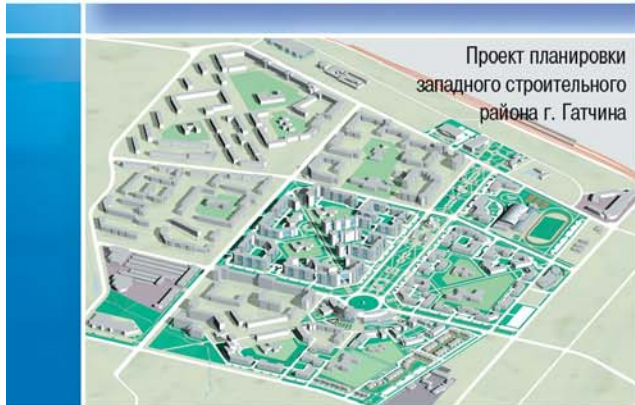 Проект планировки
западного строительного
района г. Гатчина